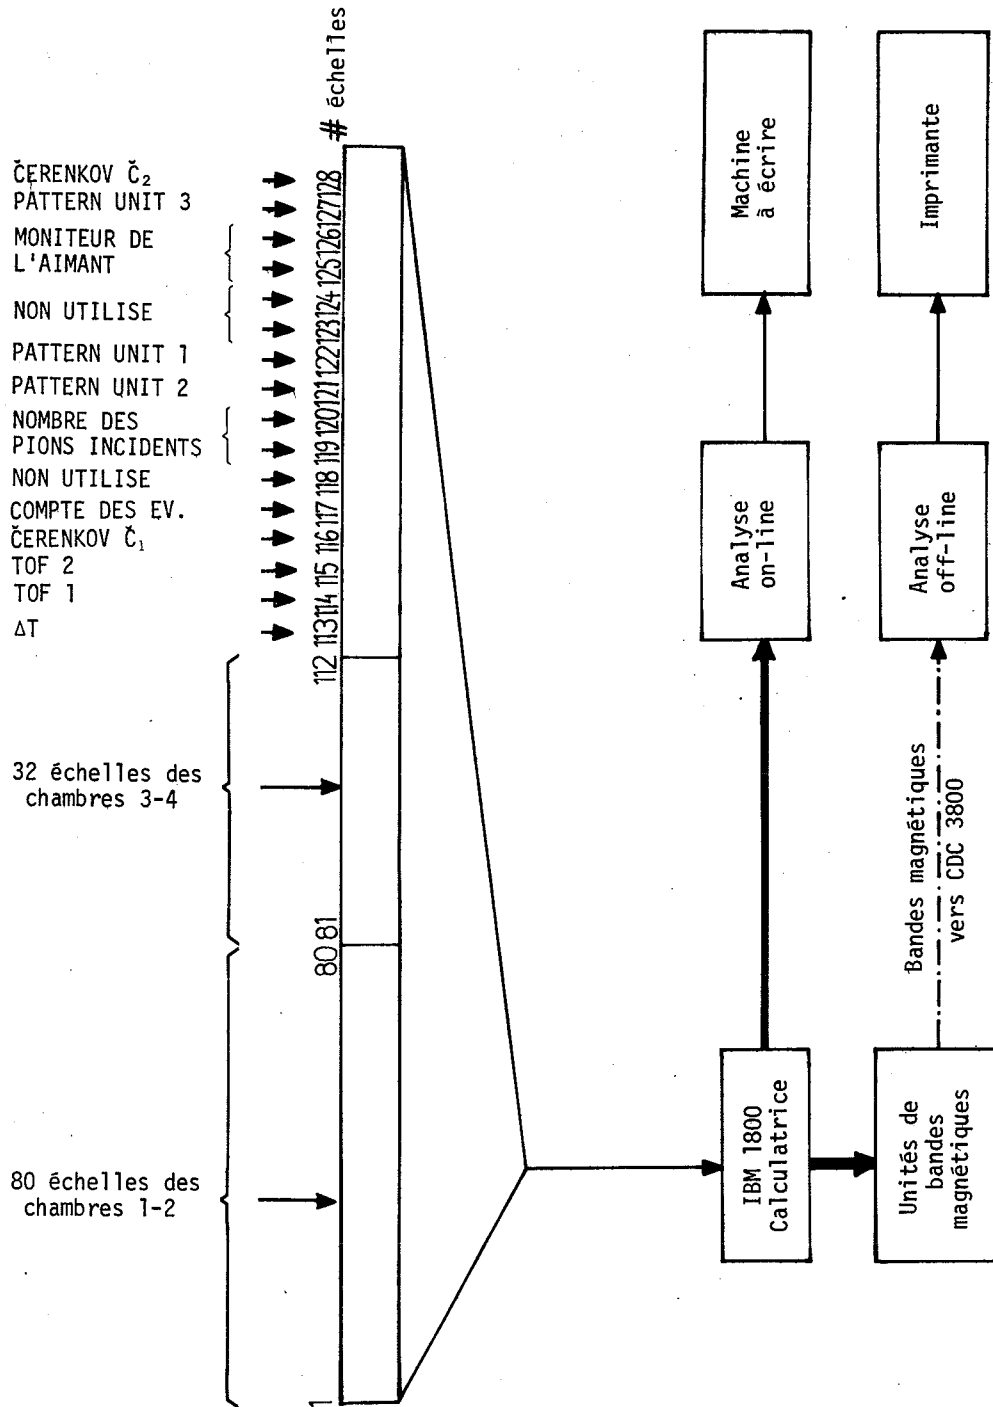 # échelles
ČERENKOV Č₂
PATTERN UNIT 3
MONITEUR DE
L'AIMANT
NON UTILISE
PATTERN UNIT 1
PATTERN UNIT 2
NOMBRE DES
PIONS INCIDENTS
NON UTILISE
COMPTE DES EV.
ČERENKOV Č₁
TOF 2
TOF 1
ΔT
128
127
126
125
124
123
122
121
120
119
118
117
116
115
114
113
112
32 échelles des
chambres 3-4
81
80
80 échelles des
chambres 1-2
1
Machine
à écrire
Imprimante
Analyse
on-line
Analyse
off-line
Bandes magnétiques
vers CDC 3800
IBM 1800
Calculatrice
Unités de
bandes
magnétiques